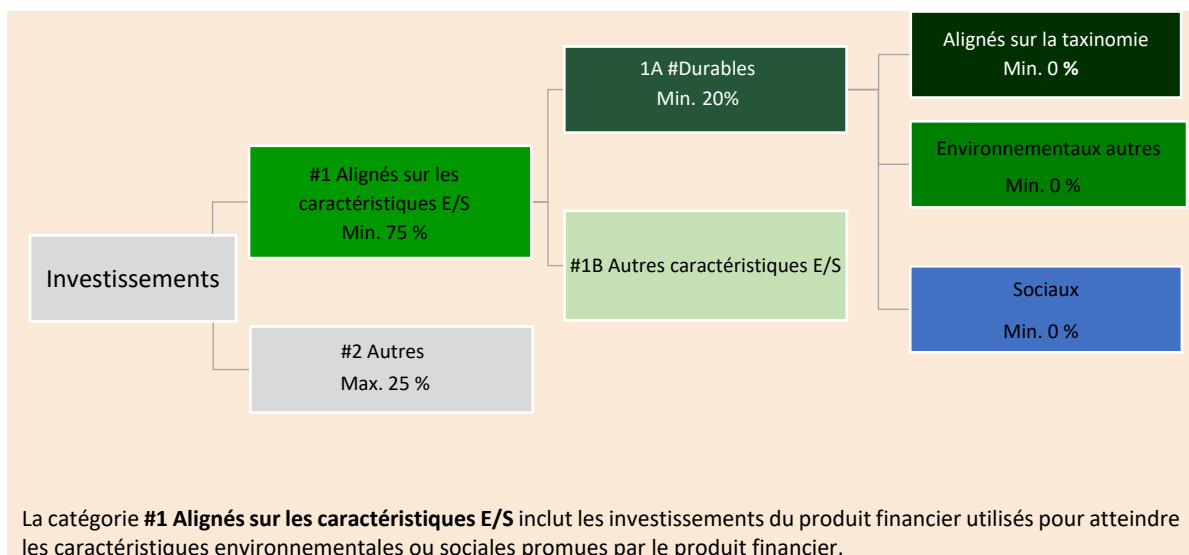 Investissements
#1 Alignés sur les
caractéristiques E/S
Min. 75 %
#2 Autres
Max. 25 %
1A #Durables
Min. 20%
#1B Autres caractéristiques E/S
Alignés sur la taxinomie
Min. 0 %
Environnementaux autres
Min. 0 %
Sociaux
Min. 0 %
La catégorie #1 Alignés sur les caractéristiques E/S inclut les investissements du produit financier utilisés pour atteindre
les caractéristiques environnementales ou sociales promues par le produit financier.